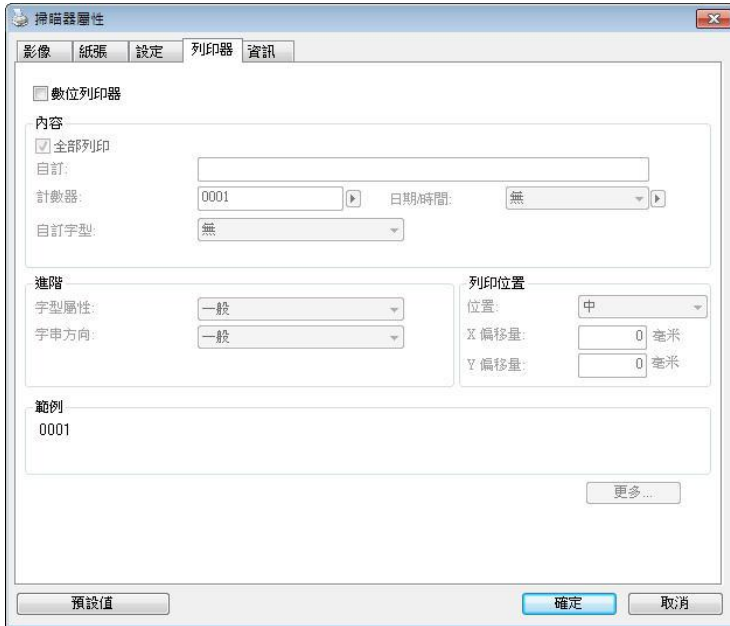 掃瞄器屬性
影像 紙張 設定 列印器 資訊
數位列印器
內容
全部列印
自訂:
計數器: 0001 日期/時間: 無
自訂字型: 無
進階
字型屬性: 一般
字串方向: 一般
列印位置
位置: 中
X 偏移量: 0 毫米
Y 偏移量: 0 毫米
範例
0001
更多...
預設值 確定 取消